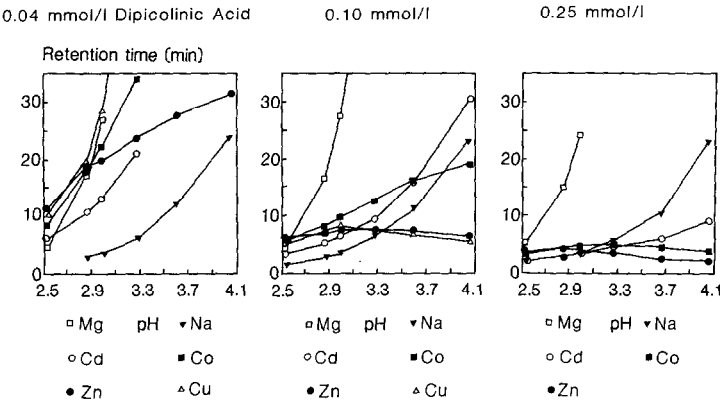 0.04 mmol/l Dipicolinic Acid 0.10 mmol/l 0.25 mmol/l
Retention time (min)
30 30 30
20 20 20
10 10 10
0 0 0
2.5 2.9 3.3 3.7 4.1 2.5 2.9 3.3 3.7 4.1 2.5 2.9 3.3 3.7 4.1
Mg pH Na Mg pH Na Mg pH Na
Cd Co Cd Co Cd Co
Zn Cu Zn Cu Zn